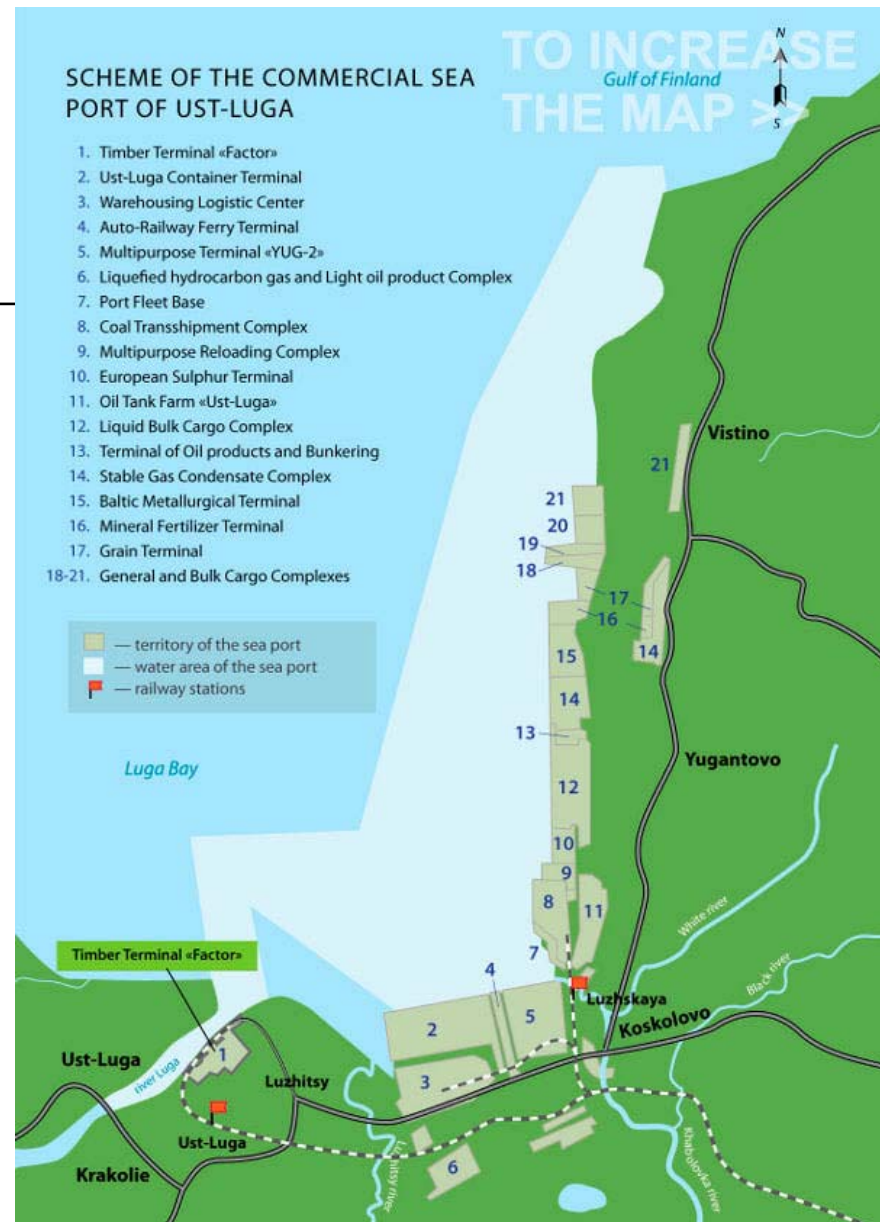 TO INCREASE
THE MAP >>
N
S
Gulf of Finland
SCHEME OF THE COMMERCIAL SEA
PORT OF UST-LUGA
1. Timber Terminal «Factor»
2. Ust-Luga Container Terminal
3. Warehousing Logistic Center
4. Auto-Railway Ferry Terminal
5. Multipurpose Terminal «YUG-2»
6. Liquefied hydrocarbon gas and Light oil product Complex
7. Port Fleet Base
8. Coal Transshipment Complex
9. Multipurpose Reloading Complex
10. European Sulphur Terminal
11. Oil Tank Farm «Ust-Luga»
12. Liquid Bulk Cargo Complex
13. Terminal of Oil products and Bunkering
14. Stable Gas Condensate Complex
15. Baltic Metallurgical Terminal
16. Mineral Fertilizer Terminal
17. Grain Terminal
18-21. General and Bulk Cargo Complexes
— territory of the sea port
— water area of the sea port
— railway stations
Vistino
21
21
20
19
18
17
16
15
14
14
13
Yugantovo
Luga Bay
12
10
9
8
11
White river
Black river
7
Timber Terminal «Factor»
4
Luzhskaya
Koskolovo
2
5
1
Ust-Luga
river Luga
Luzhitsy
3
Ust-Luga
Luzhitsy river
Khabolovka river
Krakolie
6